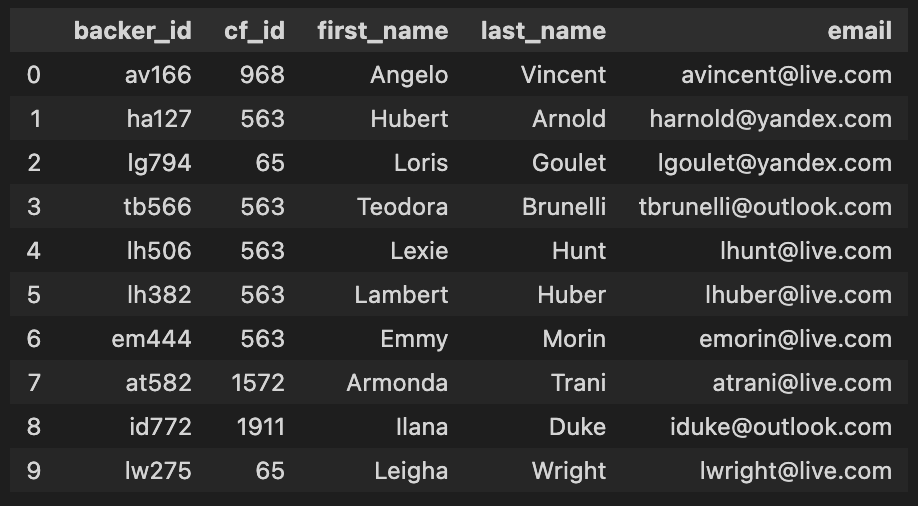 backer_id cf_id first_name last_name email
0 av166 968 Angelo Vincent avincent@live.com
1 ha127 563 Hubert Arnold harnold@yandex.com
2 lg794 65 Loris Goulet lgoulet@yandex.com
3 tb566 563 Teodora Brunelli tbrunelli@outlook.com
4 lh506 563 Lexie Hunt lhunt@live.com
5 lh382 563 Lambert Huber lhuber@live.com
6 em444 563 Emmy Morin emorin@live.com
7 at582 1572 Armonda Trani atrani@live.com
8 id772 1911 Ilana Duke iduke@outlook.com
9 lw275 65 Leigha Wright lwright@live.com